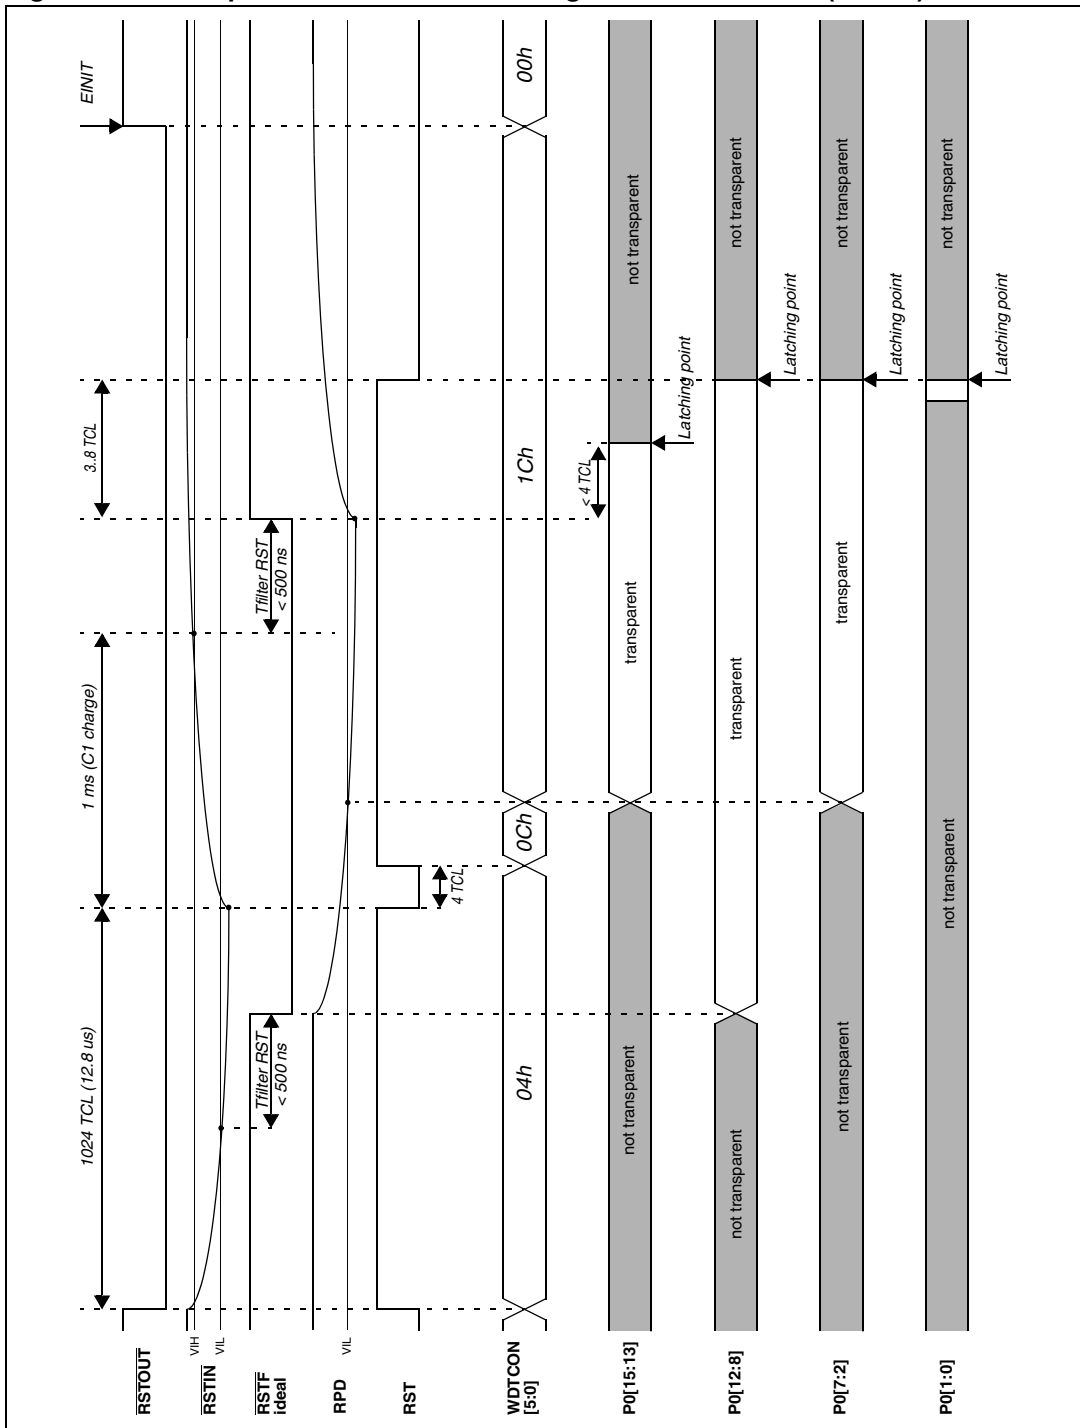 1024 TCL (12.8 us)
1 ms (C1 charge)
3..8 TCL
EINIT
RSTOUT
RSTIN
VIH
VIL
RSTF
ideal
Tfilter RST
< 500 ns
Tfilter RST
< 500 ns
RPD
VIL
RST
4 TCL
WDTCON
[5:0]
04h
0Ch
1Ch
00h
< 4 TCL
P0[15:13]
not transparent
transparent
not transparent
Latching point
P0[12:8]
not transparent
transparent
not transparent
Latching point
P0[7:2]
not transparent
transparent
not transparent
Latching point
P0[1:0]
not transparent
not transparent
Latching point